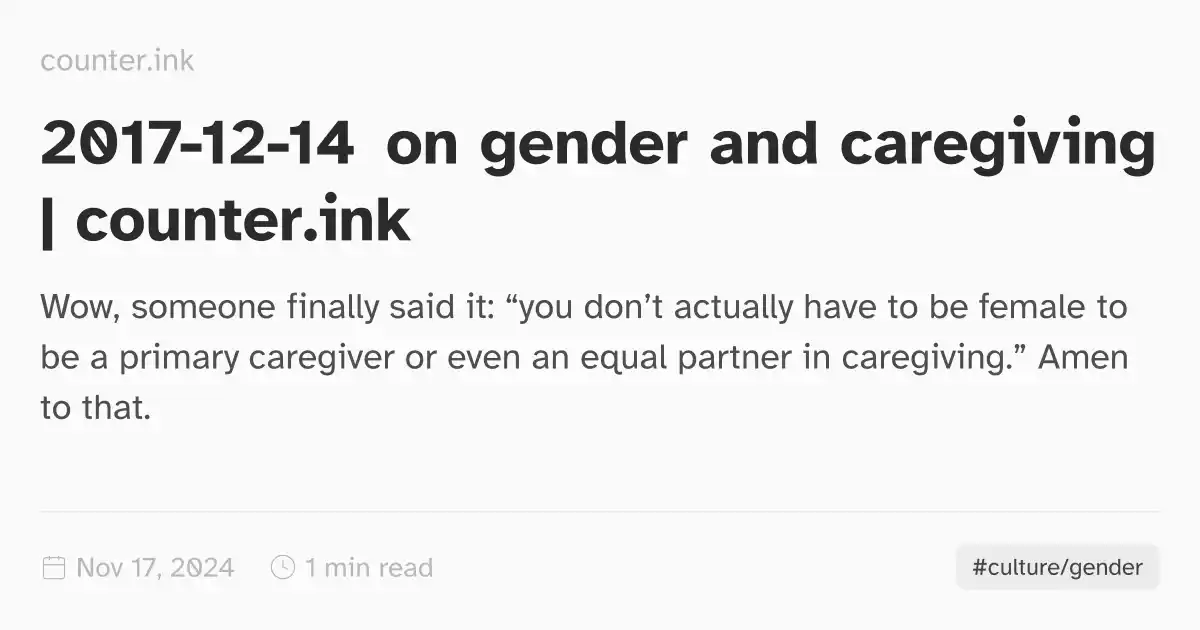 counter.ink
2017-12-14 on gender and caregiving
| counter.ink
Wow, someone finally said it: “you don’t actually have to be female to
be a primary caregiver or even an equal partner in caregiving.” Amen
to that.
Nov 17, 2024 1 min read #culture/gender